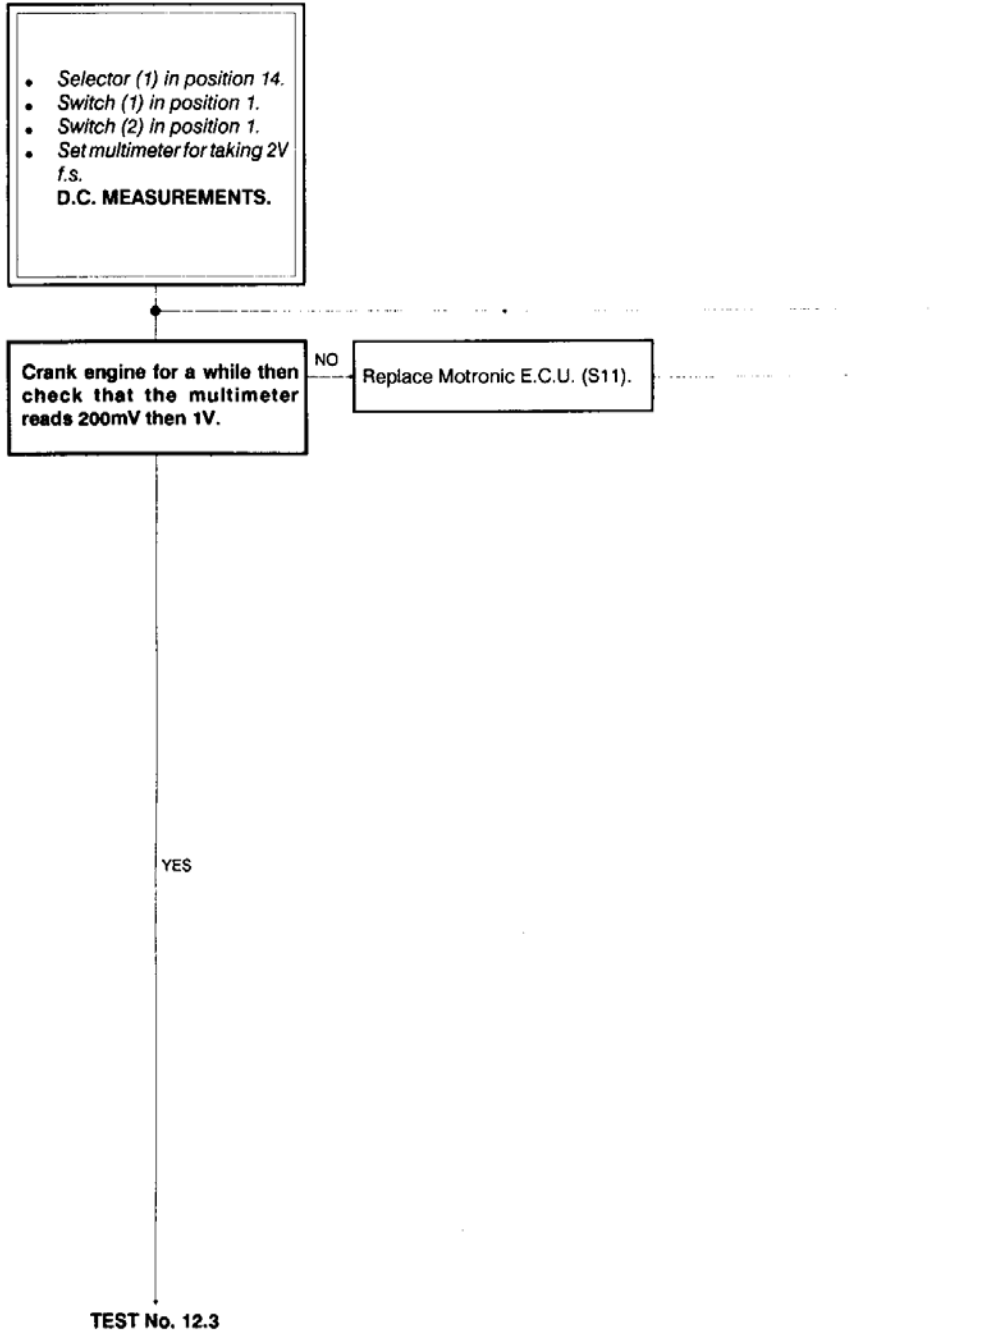 • Selector (1) in position 14.
• Switch (1) in position 1.
• Switch (2) in position 1.
• Set multimeter for taking 2V
f.s.
D.C. MEASUREMENTS.
Crank engine for a while then
check that the multimeter
reads 200mV then 1V.
NO
Replace Motronic E.C.U. (S11).
YES
TEST No. 12.3